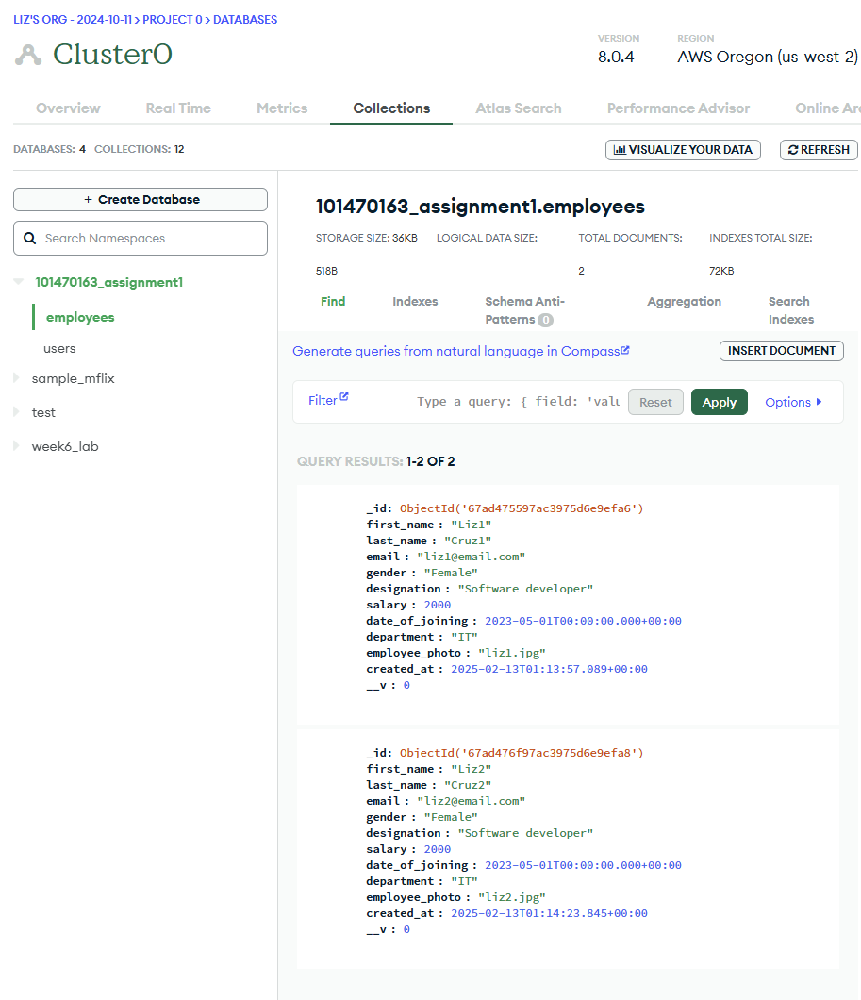 LIZ'S ORG - 2024-10-11 > PROJECT 0 > DATABASES
Cluster0
VERSION
8.0.4
REGION
AWS Oregon (us-west-2)
Overview Real Time Metrics Collections Atlas Search Performance Advisor Online Arc
DATABASES: 4 COLLECTIONS: 12
VISUALIZE YOUR DATA
REFRESH
+ Create Database
Search Namespaces
101470163_assignment1
employees
users
sample_mflix
test
week6_lab
101470163_assignment1.employees
STORAGE SIZE: 36KB LOGICAL DATA SIZE: TOTAL DOCUMENTS: INDEXES TOTAL SIZE:
518B 2 72KB
Find Indexes Schema Anti-Patterns 0 Aggregation Search Indexes
Generate queries from natural language in Compass
INSERT DOCUMENT
Filter
Type a query: { field: 'valu
Reset
Apply
Options
QUERY RESULTS: 1-2 OF 2
_id: ObjectId('67ad475597ac3975d6e9efa6')
first_name : "Liz1"
last_name : "Cruz1"
email : "liz1@email.com"
gender : "Female"
designation : "Software developer"
salary : 2000
date_of_joining : 2023-05-01T00:00:00.000+00:00
department : "IT"
employee_photo : "liz1.jpg"
created_at : 2025-02-13T01:13:57.089+00:00
__v : 0
_id: ObjectId('67ad476f97ac3975d6e9efa8')
first_name : "Liz2"
last_name : "Cruz2"
email : "liz2@email.com"
gender : "Female"
designation : "Software developer"
salary : 2000
date_of_joining : 2023-05-01T00:00:00.000+00:00
department : "IT"
employee_photo : "liz2.jpg"
created_at : 2025-02-13T01:14:23.845+00:00
__v : 0